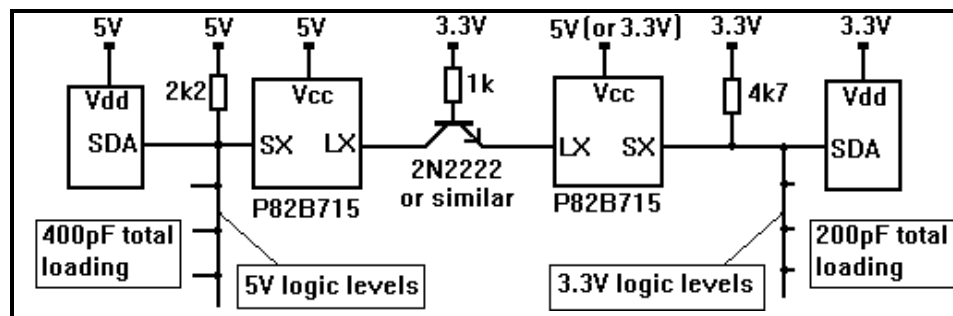 5V 5V 5V 3.3V 5V(or 3.3V) 3.3V 3.3V
Vdd 2k2 Vcc 1k Vcc 4k7 Vdd
SDA SX LX LX SX SDA
2N2222
or similar
P82B715 P82B715
400pF total
loading
5V logic levels
3.3V logic levels
200pF total
loading